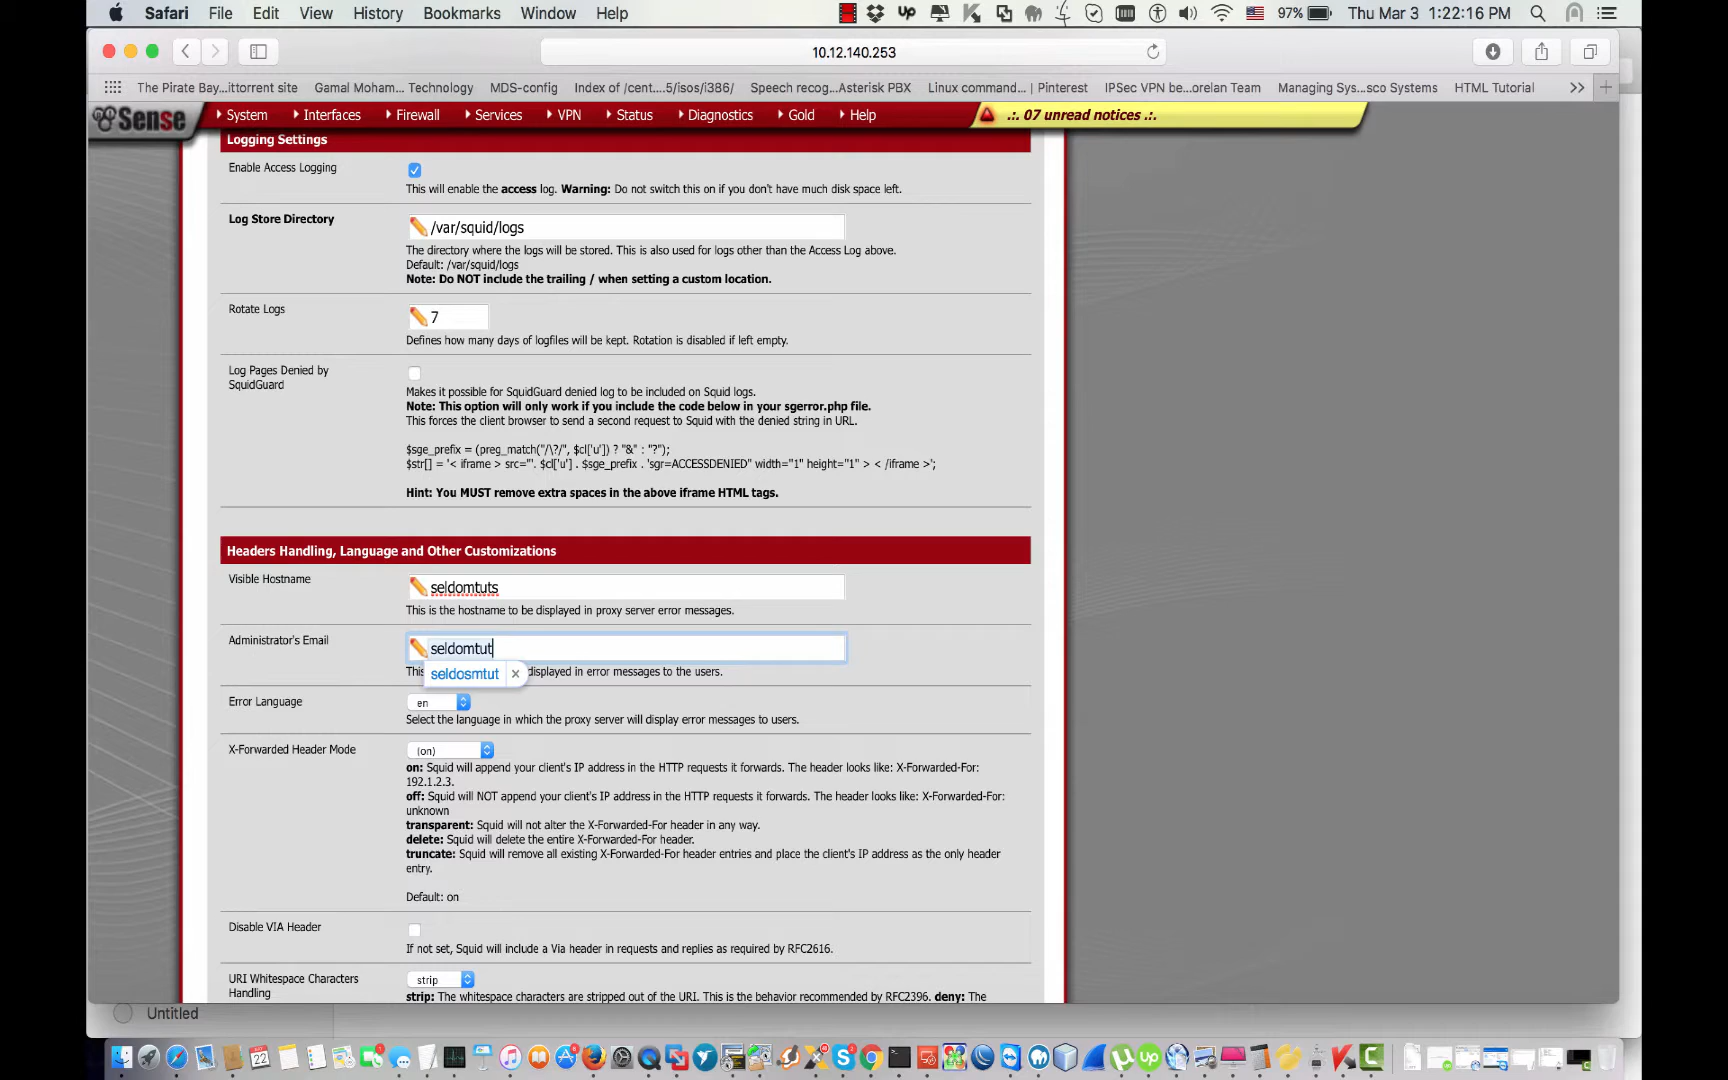 Safari File Edit View History Bookmarks Window Help 97% Thu Mar 3 1:22:16 PM
10.12.140.253
The Pirate Bay...ittorrent site Gamal Moham... Technology MDS-config Index of /cent....5/isos/i386/ Speech recog...Asterisk PBX Linux comman... | Pinterest IPSec VPN be...orelan Team Managing Sys...sco Systems HTML Tutorial
Sense System Interfaces Firewall Services VPN Status Diagnostics Gold Help .:. 07 unread notices .:.
Logging Settings
Enable Access Logging
This will enable the access log. Warning: Do not switch this on if you don't have much disk space left.
Log Store Directory
/var/squid/logs
The directory where the logs will be stored. This is also used for logs other than the Access Log above.
Default: /var/squid/logs
Note: Do NOT include the trailing / when setting a custom location.
Rotate Logs
7
Defines how many days of logfiles will be kept. Rotation is disabled if left empty.
Log Pages Denied by
SquidGuard
Makes it possible for SquidGuard denied log to be included on Squid logs.
Note: This option will only work if you include the code below in your sgerror.php file.
This forces the client browser to send a second request to Squid with the denied string in URL.
$sge_prefix = (preg_match("/\?/", $cl['u']) ? "&" : "?");
$str[] = '< iframe > src="'. $cl['u'] . $sge_prefix . 'sgr=ACCESSDENIED" width="1" height="1" > < /iframe >';
Hint: You MUST remove extra spaces in the above iframe HTML tags.
Headers Handling, Language and Other Customizations
Visible Hostname
seldomtuts
This is the hostname to be displayed in proxy server error messages.
Administrator's Email
seldomtut
seldosmtut ×
This displayed in error messages to the users.
Error Language
en
Select the language in which the proxy server will display error messages to users.
X-Forwarded Header Mode
(on)
on: Squid will append your client's IP address in the HTTP requests it forwards. The header looks like: X-Forwarded-For:
192.1.2.3.
off: Squid will NOT append your client's IP address in the HTTP requests it forwards. The header looks like: X-Forwarded-For:
unknown
transparent: Squid will not alter the X-Forwarded-For header in any way.
delete: Squid will delete the entire X-Forwarded-For header.
truncate: Squid will remove all existing X-Forwarded-For header entries and place the client's IP address as the only header
entry.
Default: on
Disable VIA Header
If not set, Squid will include a Via header in requests and replies as required by RFC2616.
URI Whitespace Characters
Handling
strip
strip: The whitespace characters are stripped out of the URI. This is the behavior recommended by RFC2396. deny: The
Untitled